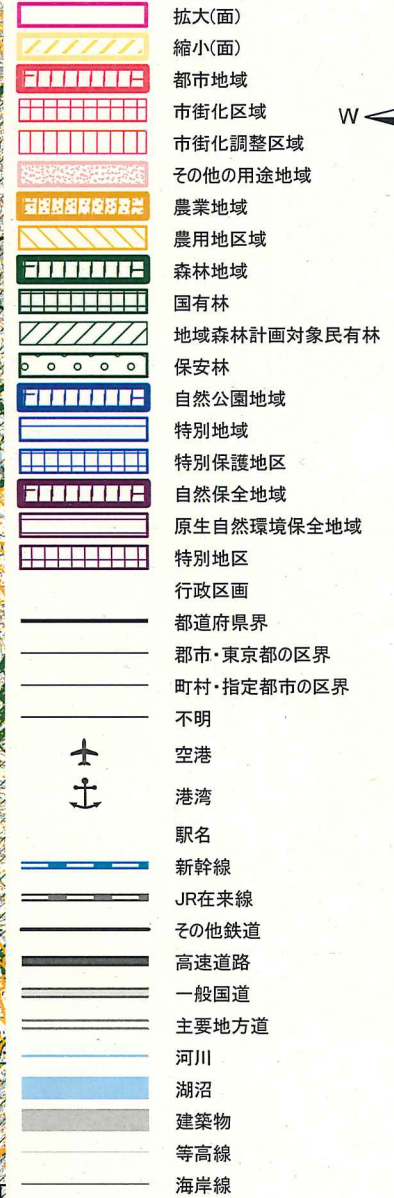 拡大(面)
縮小(面)
都市地域
市街化区域
W
市街化調整区域
その他の用途地域
農業地域
農用地区域
森林地域
国有林
地域森林計画対象民有林
保安林
自然公園地域
特別地域
特別保護地区
自然保全地域
原生自然環境保全地域
特別地区
行政区画
都道府県界
郡市・東京都の区界
町村・指定都市の区界
不明
空港
港湾
駅名
新幹線
JR在来線
その他鉄道
高速道路
一般国道
主要地方道
河川
湖沼
建築物
等高線
海岸線